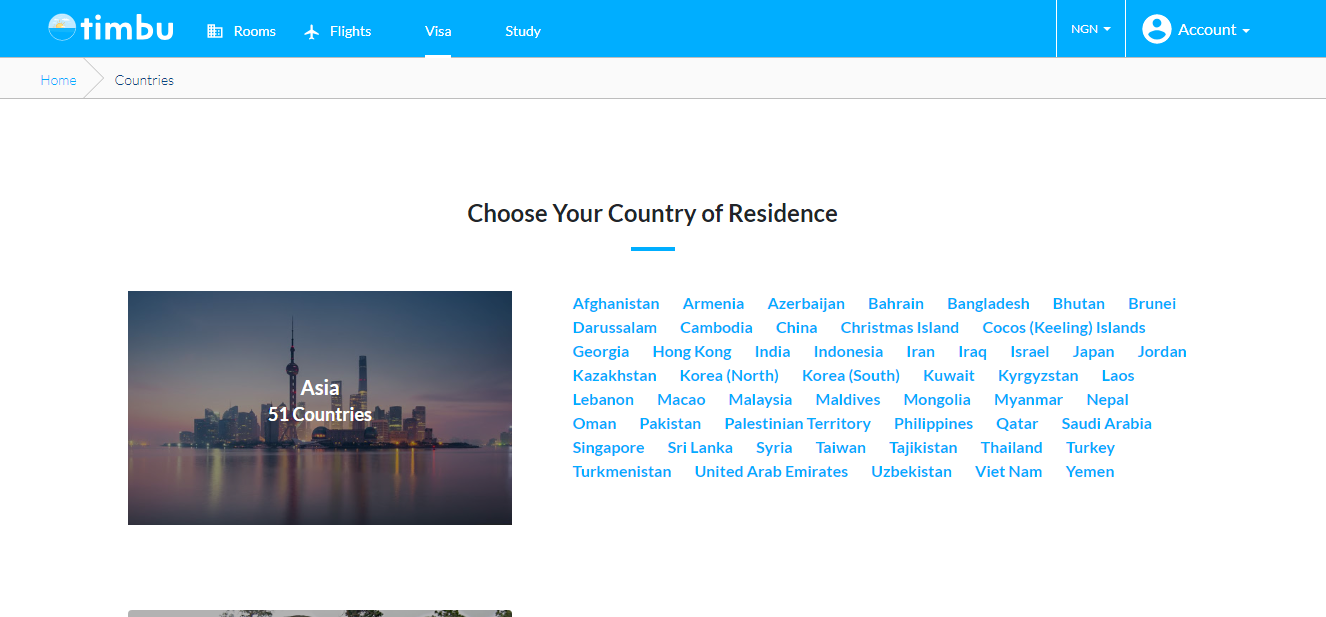 timbu Rooms Flights Visa Study NGN Account
Home Countries
Choose Your Country of Residence
Asia
51 Countries
Afghanistan Armenia Azerbaijan Bahrain Bangladesh Bhutan Brunei
Darussalam Cambodia China Christmas Island Cocos (Keeling) Islands
Georgia Hong Kong India Indonesia Iran Iraq Israel Japan Jordan
Kazakhstan Korea (North) Korea (South) Kuwait Kyrgyzstan Laos
Lebanon Macao Malaysia Maldives Mongolia Myanmar Nepal
Oman Pakistan Palestinian Territory Philippines Qatar Saudi Arabia
Singapore Sri Lanka Syria Taiwan Tajikistan Thailand Turkey
Turkmenistan United Arab Emirates Uzbekistan Viet Nam Yemen